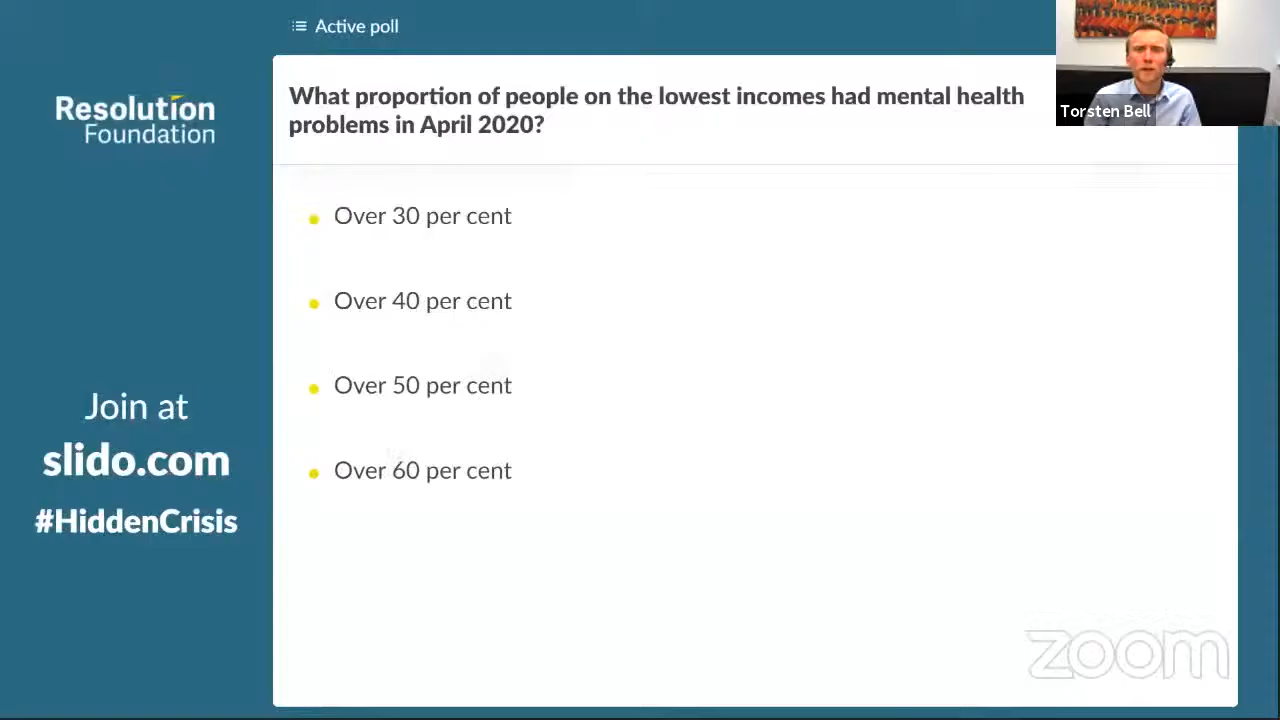 Active poll
Resolution
Foundation
What proportion of people on the lowest incomes had mental health
problems in April 2020?
Torsten Bell
Over 30 per cent
Over 40 per cent
Over 50 per cent
Over 60 per cent
Join at
slido.com
#HiddenCrisis
zoom